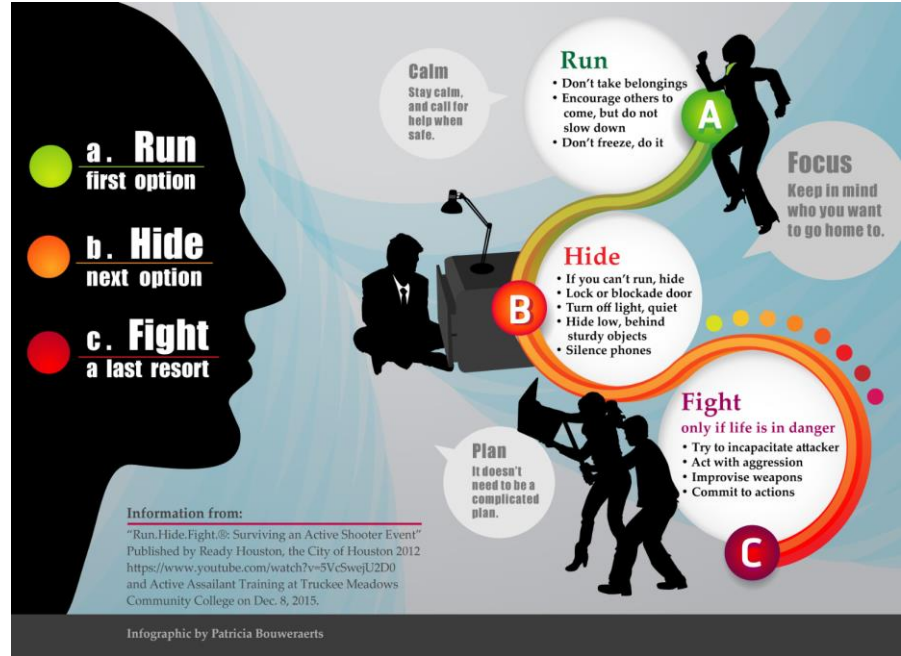 a. Run
first option
b. Hide
next option
c. Fight
a last resort
Calm
Stay calm,
and call for
help when
safe.
Run
• Don't take belongings
• Encourage others to
come, but do not
slow down
• Don't freeze, do it
A
Focus
Keep in mind
who you want
to go home to.
Hide
• If you can't run, hide
• Lock or blockade door
• Turn off light, quiet
• Hide low, behind
sturdy objects
• Silence phones
B
Fight
only if life is in danger
• Try to incapacitate attacker
• Act with aggression
• Improvise weapons
• Commit to actions
C
Plan
It doesn't
need to be a
complicated
plan.
Information from:
"Run.Hide.Fight.®: Surviving an Active Shooter Event"
Published by Ready Houston, the City of Houston 2012
https://www.youtube.com/watch?v=5VcSwejU2D0
and Active Assailant Training at Truckee Meadows
Community College on Dec. 8, 2015.
Infographic by Patricia Bouweraerts